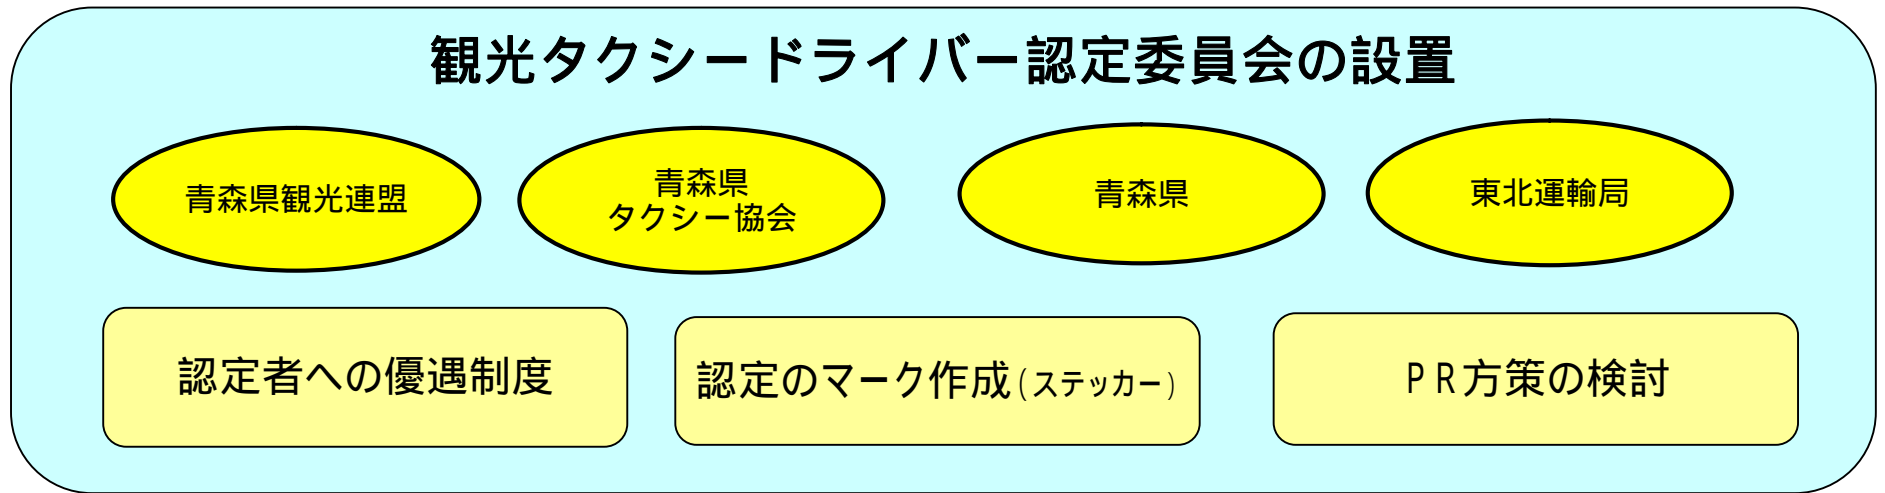 観光タクシードライバー認定委員会の設置
青森県観光連盟
青森県
タクシー協会
青森県
東北運輸局
認定者への優遇制度
認定のマーク作成(ステッカー)
PR方策の検討